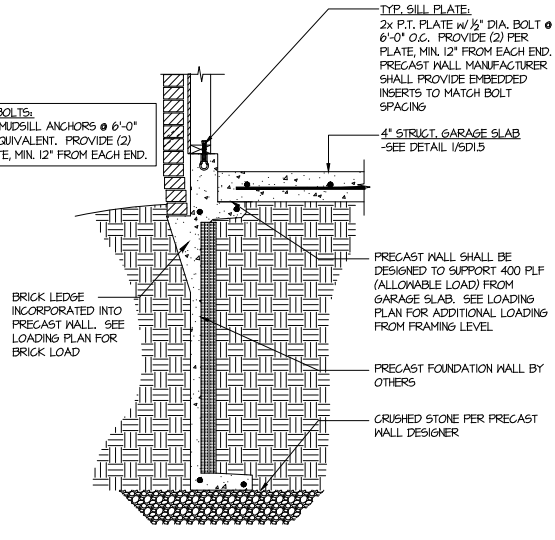 TYP. SILL PLATE:
2x P.T. PLATE W/ ½" DIA. BOLT @
6'-0" O.C. PROVIDE (2) PER
PLATE, MIN. 12" FROM EACH END.
PRECAST WALL MANUFACTURER
SHALL PROVIDE EMBEDDED
INSERTS TO MATCH BOLT
SPACING
BOLTS:
MUDSILL ANCHORS @ 6'-0"
EQUIVALENT. PROVIDE (2)
TE, MIN. 12" FROM EACH END.
4" STRUCT. GARAGE SLAB
-SEE DETAIL 1/SD1.5
PRECAST WALL SHALL BE
DESIGNED TO SUPPORT 400 PLF
(ALLOWABLE LOAD) FROM
GARAGE SLAB. SEE LOADING
PLAN FOR ADDITIONAL LOADING
FROM FRAMING LEVEL
BRICK LEDGE
INCORPORATED INTO
PRECAST WALL. SEE
LOADING PLAN FOR
BRICK LOAD
PRECAST FOUNDATION WALL BY
OTHERS
CRUSHED STONE PER PRECAST
WALL DESIGNER